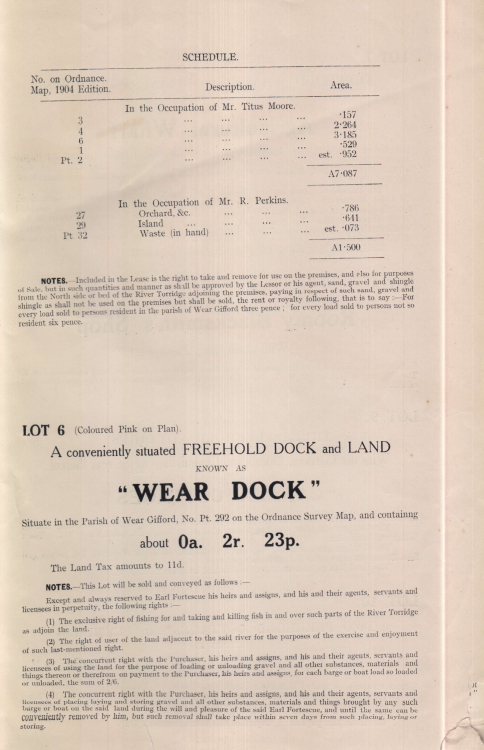 SCHEDULE.
No. on Ordnance. Map, 1904 Edition. Description. Area.
In the Occupation of Mr. Titus Moore.
3 ... ... ... ... ·157
4 ... ... ... ... 2·264
6 ... ... ... ... 3·185
1 ... ... ... ... ·529
Pt. 2 ... ... ... ... est. ·952
A7·087
In the Occupation of Mr. R. Perkins.
27 Orchard, &c. ... ... ... ·786
29 Island ... ... ... ... ·641
Pt 32 Waste (in hand) ... ... ... est. ·073
A1·500
NOTES.—Included in the Lease is the right to take and remove for use on the premises, and also for purposes
of Sale, but in such quantities and manner as shall be approved by the Lessor or his agent, sand, gravel and shingle
from the North side or bed of the River Torridge adjoining the premises, paying in respect of such sand, gravel and
shingle as shall not be used on the premises but shall be sold, the rent or royalty following, that is to say :—For
every load sold to persons resident in the parish of Wear Gifford three pence ; for every load sold to persons not so
resident six pence.
LOT 6 (Coloured Pink on Plan).
A conveniently situated FREEHOLD DOCK and LAND
KNOWN AS
“WEAR DOCK”
Situate in the Parish of Wear Gifford, No. Pt. 292 on the Ordnance Survey Map, and containng
about 0a. 2r. 23p.
The Land Tax amounts to 11d.
NOTES.—This Lot will be sold and conveyed as follows :—
Except and always reserved to Earl Fortescue his heirs and assigns, and his and their agents, servants and
licensees in perpetuity, the following rights :—
(1) The exclusive right of fishing for and taking and killing fish in and over such parts of the River Torridge
as adjoin the land.
(2) The right of user of the land adjacent to the said river for the purposes of the exercise and enjoyment
of such last-mentioned right.
(3) The concurrent right with the Purchaser, his heirs and assigns, and his and their agents, servants and
licensees of using the land for the purpose of loading or unloading gravel and all other substances, materials and
things thereon or therefrom on payment to the Purchaser, his heirs and assigns, for each barge or boat load so loaded
or unloaded, the sum of 2/6.
(4) The concurrent right with the Purchaser, his heirs and assigns, and his and their agents, servants and
licensees of placing laying and storing gravel and all other substances, materials and things brought by any such
barge or boat on the said land during the will and pleasure of the said Earl Fortescue, and until the same can be
conveniently removed by him, but such removal shall take place within seven days from such placing, laying or
storing.